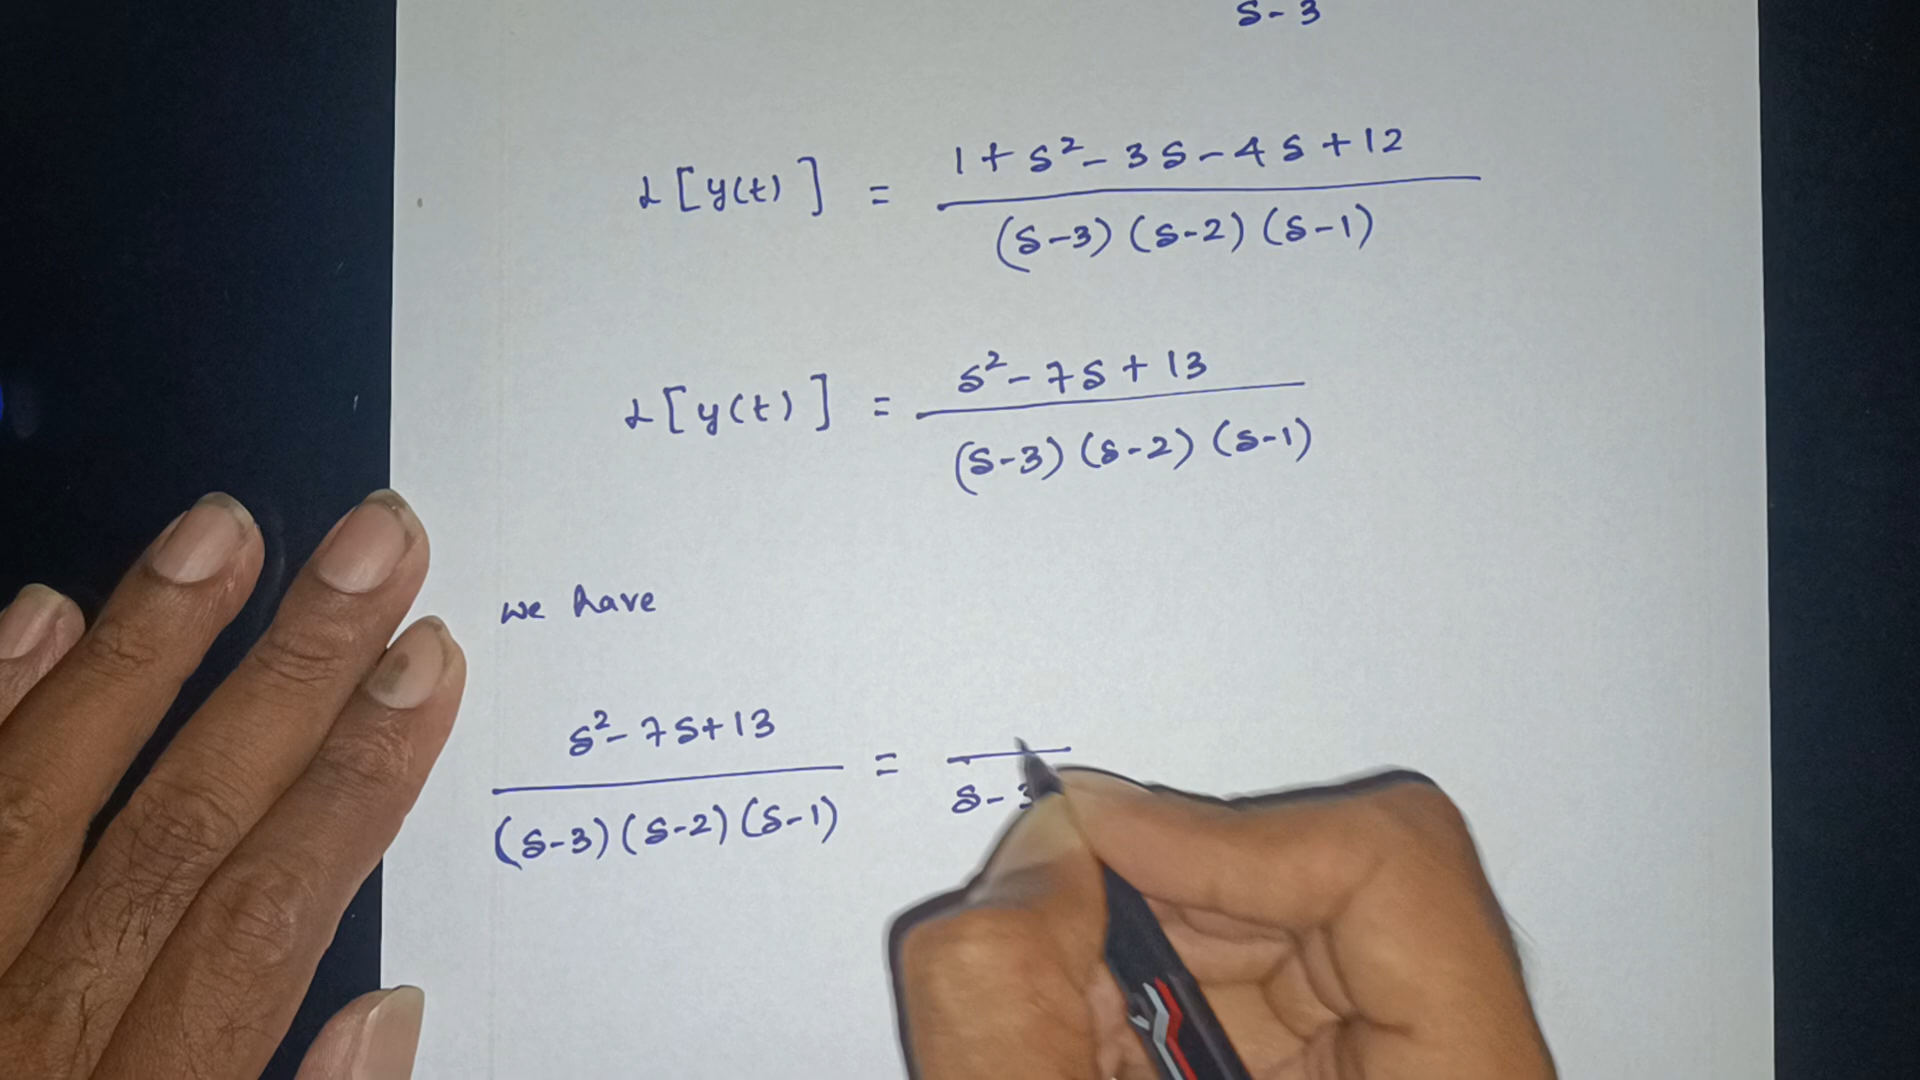 s - 3
L[y(t)] = (1 + s² - 3s - 4s + 12) / ((s-3)(s-2)(s-1))
L[y(t)] = (s² - 7s + 13) / ((s-3)(s-2)(s-1))
we have
(s² - 7s + 13) / ((s-3)(s-2)(s-1)) = / s - 3